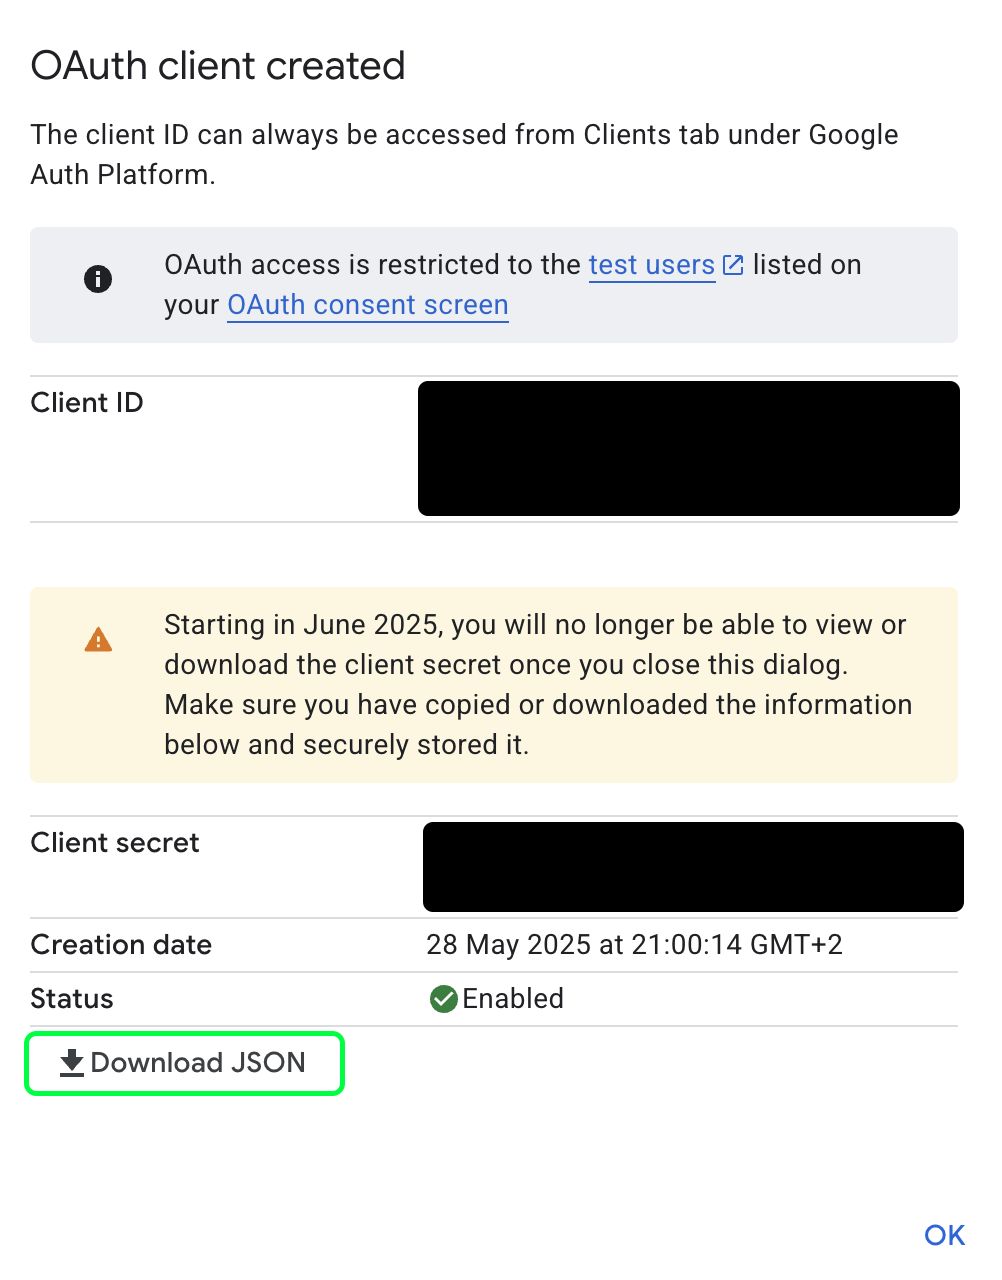 OAuth client created
The client ID can always be accessed from Clients tab under Google
Auth Platform.
OAuth access is restricted to the test users listed on
your OAuth consent screen
Client ID
Starting in June 2025, you will no longer be able to view or
download the client secret once you close this dialog.
Make sure you have copied or downloaded the information
below and securely stored it.
Client secret
Creation date 28 May 2025 at 21:00:14 GMT+2
Status Enabled
Download JSON
OK